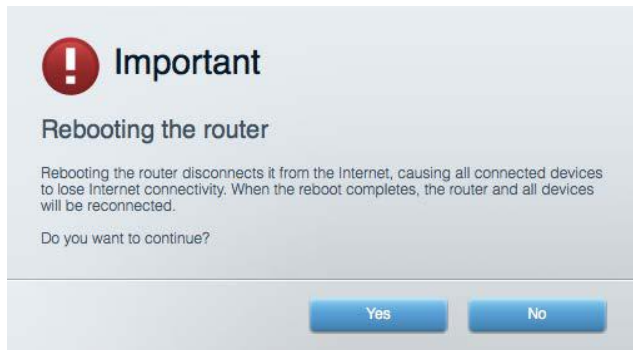 Important
Rebooting the router
Rebooting the router disconnects it from the Internet, causing all connected devices
to lose Internet connectivity. When the reboot completes, the router and all devices
will be reconnected.
Do you want to continue?
Yes No